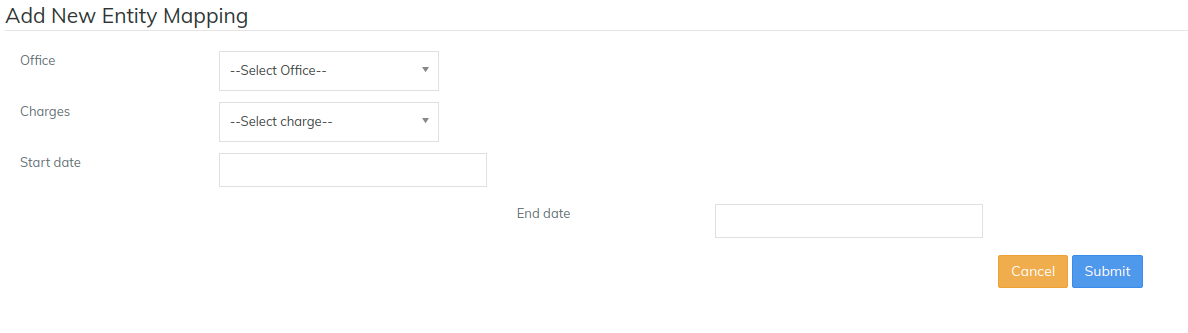 Add New Entity Mapping
Office
--Select Office--
Charges
--Select charge--
Start date
End date
Cancel
Submit